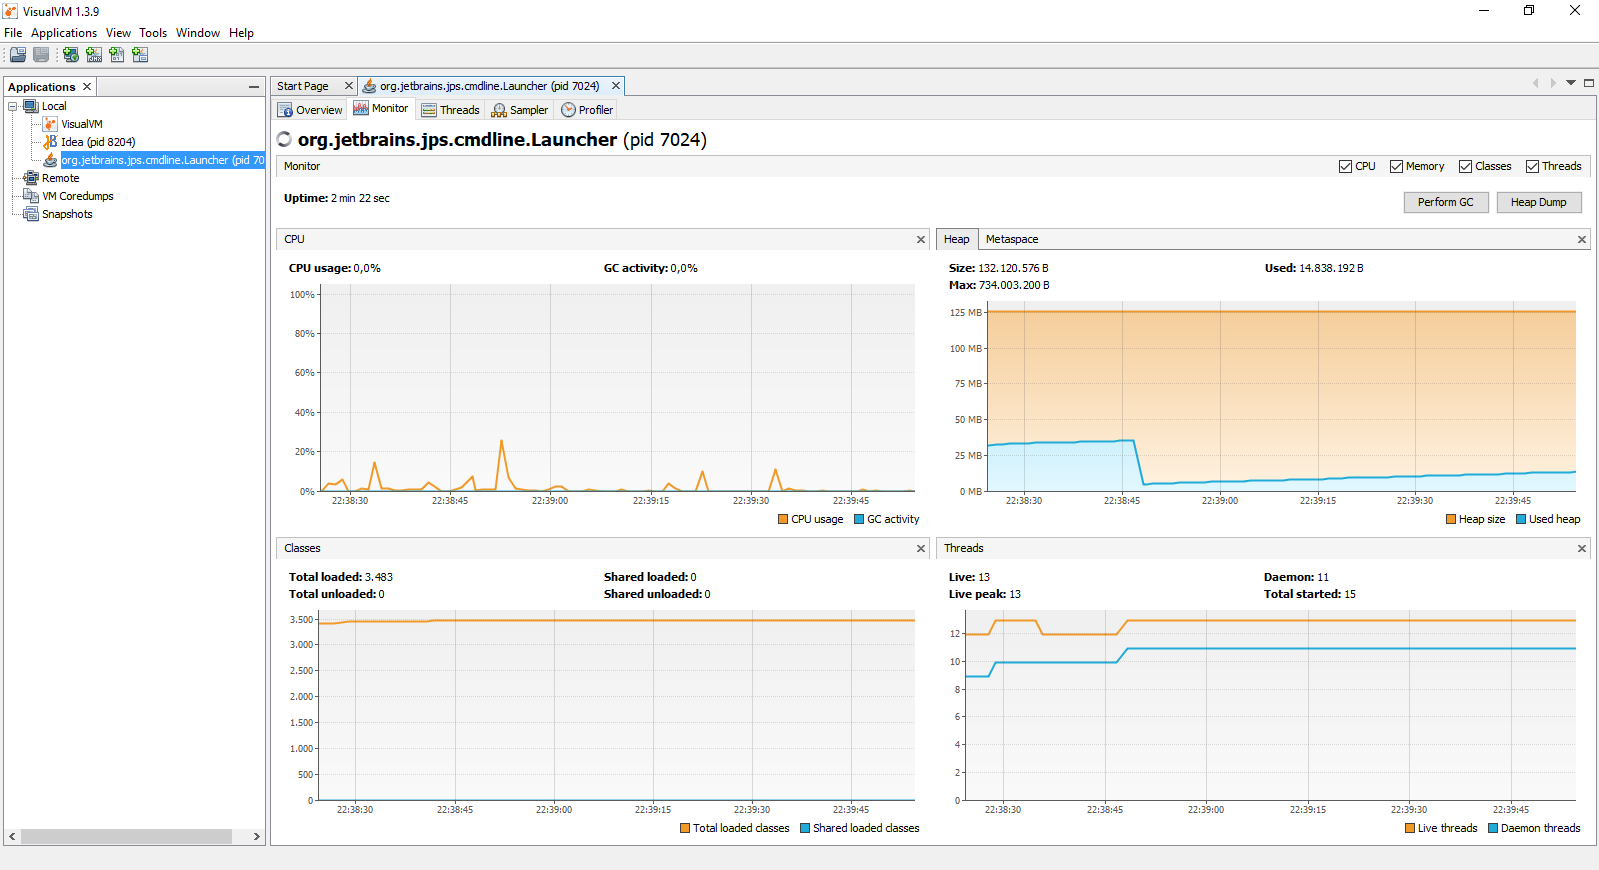 VisualVM 1.3.9
File Applications View Tools Window Help
Applications
Local
VisualVM
Idea (pid 8204)
org.jetbrains.jps.cmdline.Launcher (pid 70
Remote
VM Coredumps
Snapshots
Start Page org.jetbrains.jps.cmdline.Launcher (pid 7024)
Overview Monitor Threads Sampler Profiler
org.jetbrains.jps.cmdline.Launcher (pid 7024)
Monitor CPU Memory Classes Threads
Uptime: 2 min 22 sec
Perform GC Heap Dump
CPU
CPU usage: 0,0% GC activity: 0,0%
100%
80%
60%
40%
20%
0%
22:38:30 22:38:45 22:39:00 22:39:15 22:39:30 22:39:45
CPU usage GC activity
Heap Metaspace
Size: 132.120.576 B Used: 14.838.192 B
Max: 734.003.200 B
125 MB
100 MB
75 MB
50 MB
25 MB
0 MB
22:38:30 22:38:45 22:39:00 22:39:15 22:39:30 22:39:45
Heap size Used heap
Classes
Total loaded: 3.483 Shared loaded: 0
Total unloaded: 0 Shared unloaded: 0
3.500
3.000
2.500
2.000
1.500
1.000
500
0
22:38:30 22:38:45 22:39:00 22:39:15 22:39:30 22:39:45
Total loaded classes Shared loaded classes
Threads
Live: 13 Daemon: 11
Live peak: 13 Total started: 15
12
10
8
6
4
2
0
22:38:30 22:38:45 22:39:00 22:39:15 22:39:30 22:39:45
Live threads Daemon threads